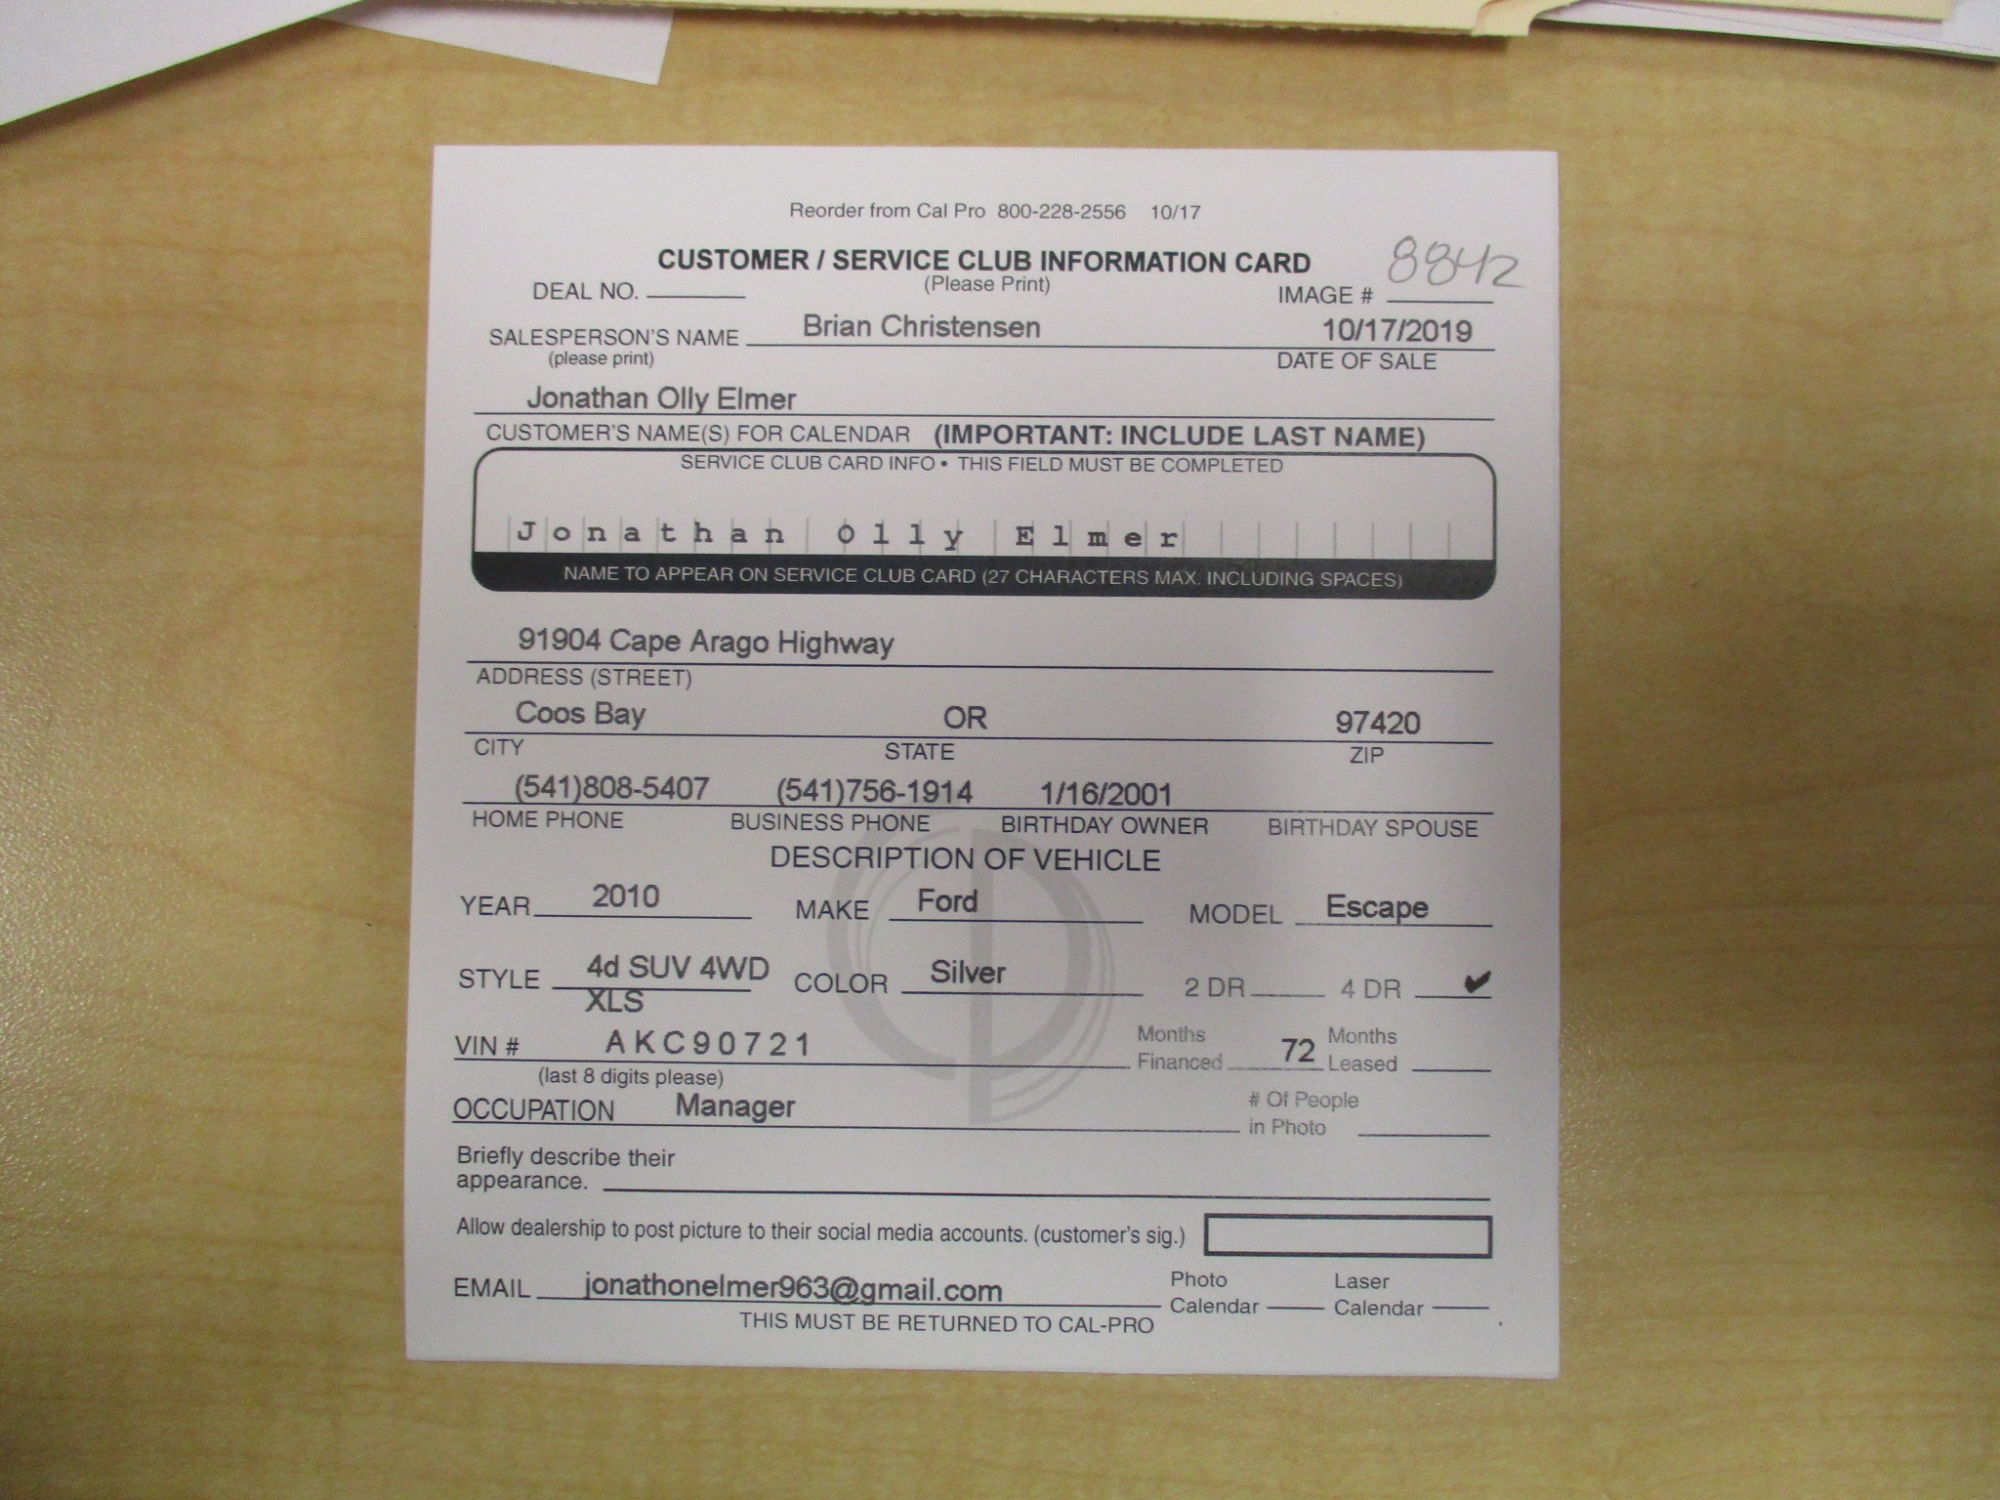 Reorder from Cal Pro 800-228-2556 10/17
CUSTOMER / SERVICE CLUB INFORMATION CARD
8842
(Please Print)
DEAL NO. IMAGE #
SALESPERSON'S NAME Brian Christensen 10/17/2019
(please print) DATE OF SALE
Jonathan Olly Elmer
CUSTOMER'S NAME(S) FOR CALENDAR (IMPORTANT: INCLUDE LAST NAME)
SERVICE CLUB CARD INFO • THIS FIELD MUST BE COMPLETED
Jonathan Olly Elmer
NAME TO APPEAR ON SERVICE CLUB CARD (27 CHARACTERS MAX. INCLUDING SPACES)
91904 Cape Arago Highway
ADDRESS (STREET)
Coos Bay OR 97420
CITY STATE ZIP
(541)808-5407 (541)756-1914 1/16/2001
HOME PHONE BUSINESS PHONE BIRTHDAY OWNER BIRTHDAY SPOUSE
DESCRIPTION OF VEHICLE
YEAR 2010 MAKE Ford MODEL Escape
STYLE 4d SUV 4WD COLOR Silver 2 DR 4 DR ✔
XLS
VIN # AKC90721 Months Financed 72 Months Leased
(last 8 digits please)
OCCUPATION Manager # Of People in Photo
Briefly describe their
appearance.
Allow dealership to post picture to their social media accounts. (customer's sig.)
EMAIL jonathonelmer963@gmail.com Photo Calendar Laser Calendar
THIS MUST BE RETURNED TO CAL-PRO